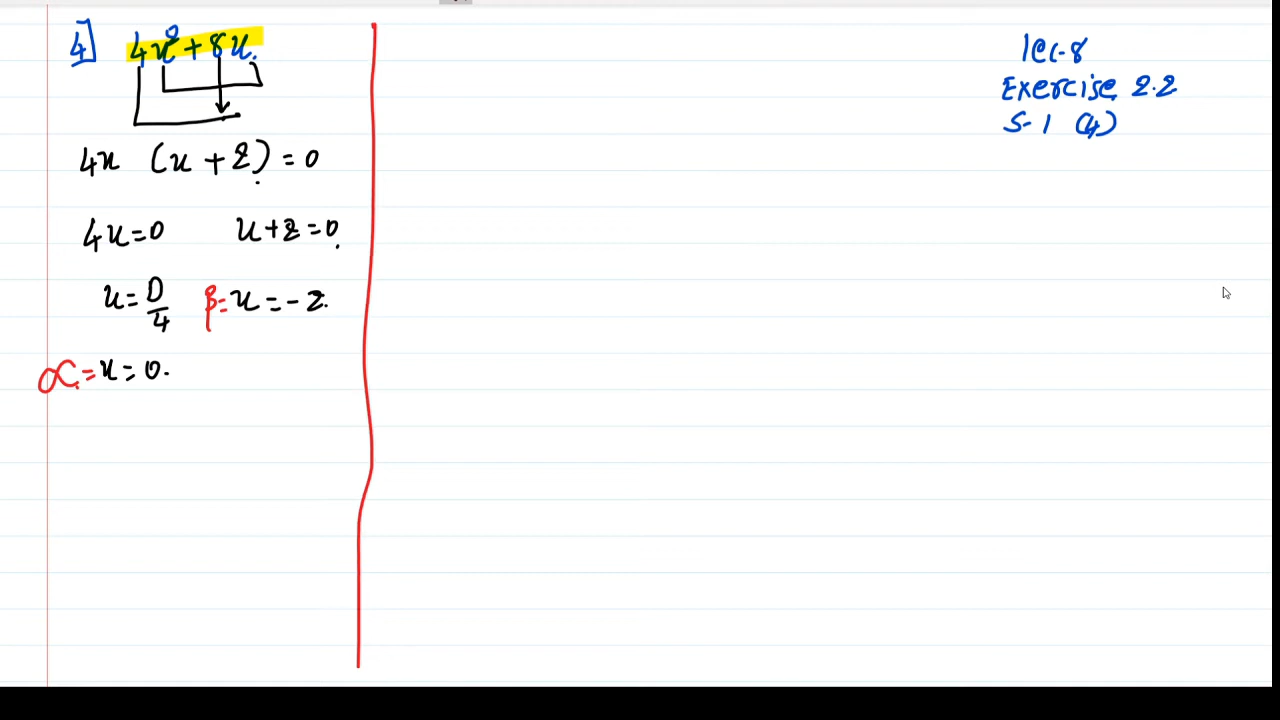 4] 4x²+8x.
4x (x+2)=0
4x=0 x+2=0.
x=0/4 β=x=-2.
α=x=0.
lec-8
Exercise 2.2
S-1 (4)